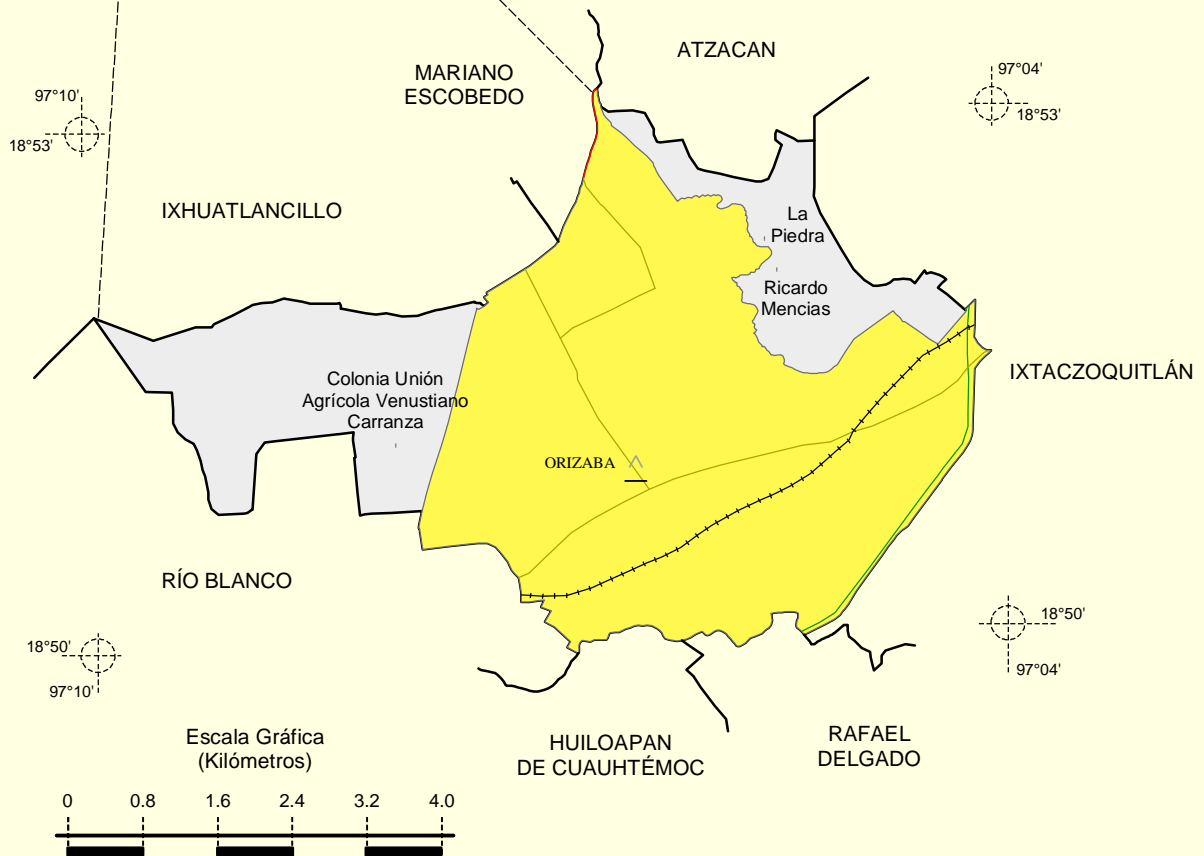 ATZACAN
MARIANO
ESCOBEDO
97°10'
18°53'
97°04'
18°53'
IXHUATLANCILLO
La
Piedra
Ricardo
Mencias
IXTACZOQUITLÁN
Colonia Unión
Agrícola Venustiano
Carranza
ORIZABA
RÍO BLANCO
18°50'
97°10'
18°50'
97°04'
Escala Gráfica
(Kilómetros)
HUILOAPAN
DE CUAUHTÉMOC
RAFAEL
DELGADO
0 0.8 1.6 2.4 3.2 4.0